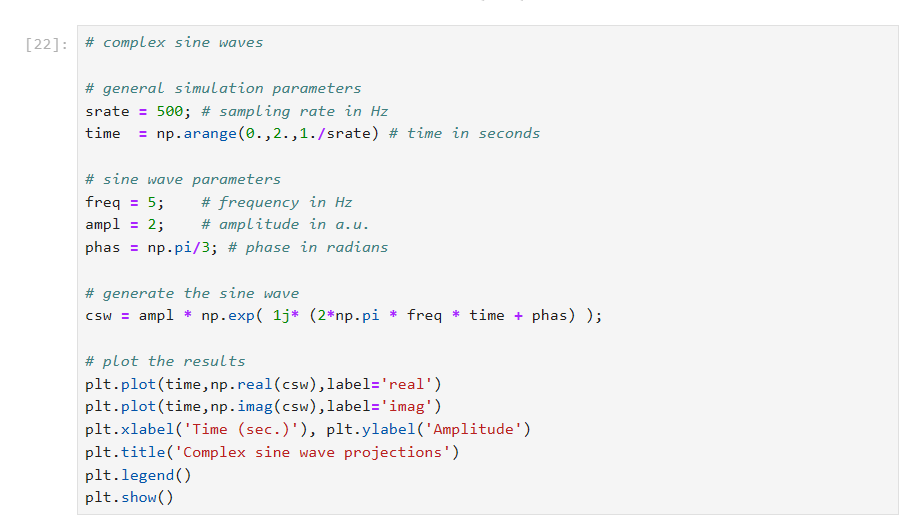 [22]:
# complex sine waves
# general simulation parameters
srate = 500; # sampling rate in Hz
time  = np.arange(0.,2.,1./srate) # time in seconds
# sine wave parameters
freq = 5;    # frequency in Hz
ampl = 2;    # amplitude in a.u.
phas = np.pi/3; # phase in radians
# generate the sine wave
csw = ampl * np.exp( 1j* (2*np.pi * freq * time + phas) );
# plot the results
plt.plot(time,np.real(csw),label='real')
plt.plot(time,np.imag(csw),label='imag')
plt.xlabel('Time (sec.)'), plt.ylabel('Amplitude')
plt.title('Complex sine wave projections')
plt.legend()
plt.show()